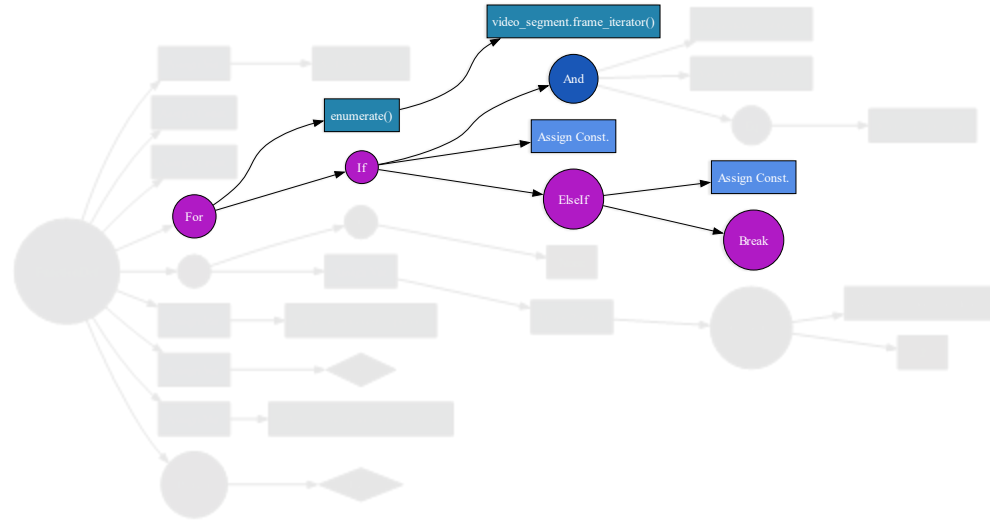 video_segment.frame_iterator()
And
enumerate()
Assign Const.
If
Assign Const.
ElseIf
For
Break